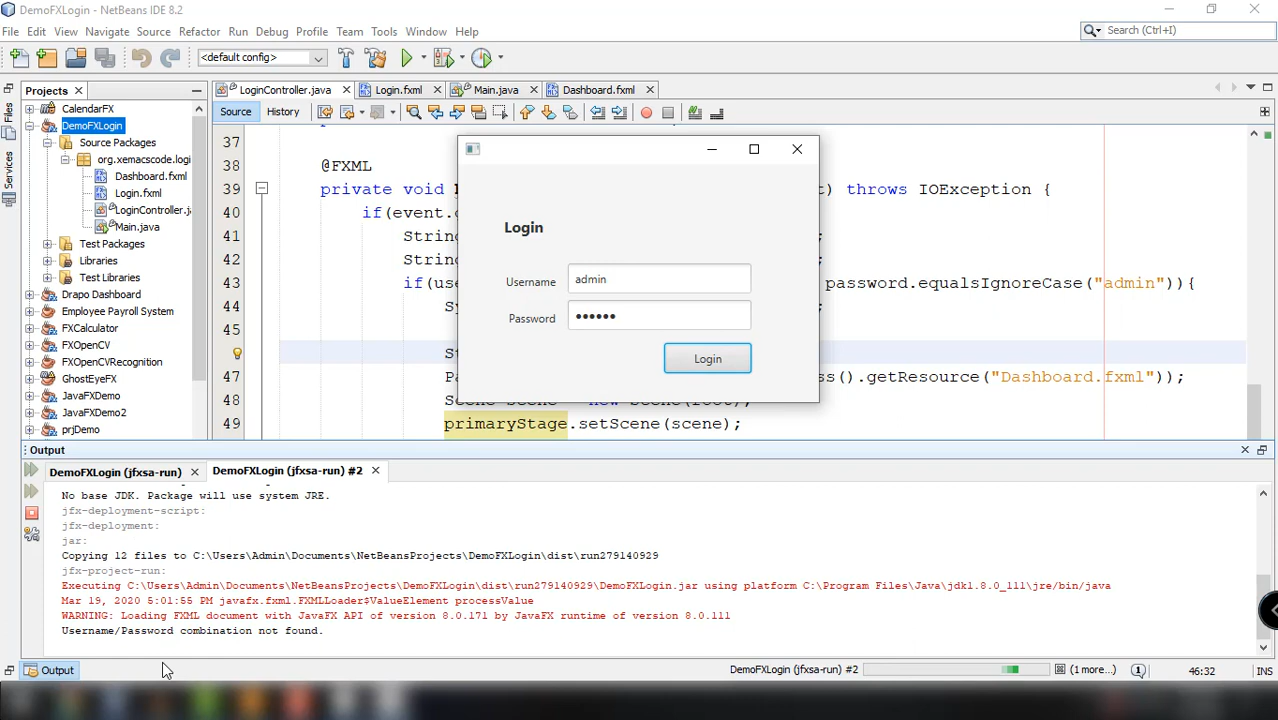 DemoFXLogin - NetBeans IDE 8.2
File Edit View Navigate Source Refactor Run Debug Profile Team Tools Window Help
Search (Ctrl+I)
<default config>
Projects
LoginController.java Login.fxml Main.java Dashboard.fxml
Source History
Files
Services
CalendarFX
DemoFXLogin
Source Packages
org.xemacscode.logi
Dashboard.fxml
Login.fxml
LoginController.j
Main.java
Test Packages
Libraries
Test Libraries
Drapo Dashboard
Employee Payroll System
FXCalculator
FXOpenCV
FXOpenCVRecognition
GhostEyeFX
JavaFXDemo
JavaFXDemo2
prjDemo
37
38 @FXML
39 private void ) throws IOException {
40 if(event.
41 Strin ;
42 Strin ;
43 if(use password.equalsIgnoreCase("admin")){
44 Sy ;
45
St
47 Pa ss().getResource("Dashboard.fxml"));
48
49 primaryStage.setScene(scene);
Login
Username admin
Password ••••••
Login
Output
DemoFXLogin (jfxsa-run) DemoFXLogin (jfxsa-run) #2
No base JDK. Package will use system JRE.
jfx-deployment-script:
jfx-deployment:
jar:
Copying 12 files to C:\Users\Admin\Documents\NetBeansProjects\DemoFXLogin\dist\run279140929
jfx-project-run:
Executing C:\Users\Admin\Documents\NetBeansProjects\DemoFXLogin\dist\run279140929\DemoFXLogin.jar using platform C:\Program Files\Java\jdk1.8.0_111\jre/bin/java
Mar 19, 2020 5:01:55 PM javafx.fxml.FXMLLoader$ValueElement processValue
WARNING: Loading FXML document with JavaFX API of version 8.0.171 by JavaFX runtime of version 8.0.111
Username/Password combination not found.
Output
DemoFXLogin (jfxsa-run) #2
(1 more...)
1
46:32
INS